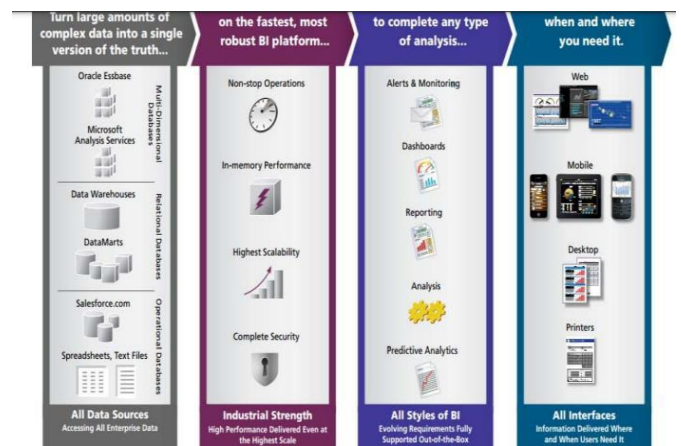 Turn large amounts of
complex data into a single
version of the truth...
Oracle Essbase
Microsoft
Analysis Services
Multi-Dimensional
Databases
Data Warehouses
DataMarts
Relational Databases
Salesforce.com
Spreadsheets, Text Files
Operational Databases
All Data Sources
Accessing All Enterprise Data
on the fastest, most
robust BI platform...
Non-stop Operations
In-memory Performance
Highest Scalability
Complete Security
Industrial Strength
High Performance Delivered Even at
the Highest Scale
to complete any type
of analysis...
Alerts & Monitoring
Dashboards
Reporting
Analysis
Predictive Analytics
All Styles of BI
Evolving Requirements Fully
Supported Out-of-the-Box
when and where
you need it.
Web
Mobile
Desktop
Printers
All Interfaces
Information Delivered Where
and When Users Need It